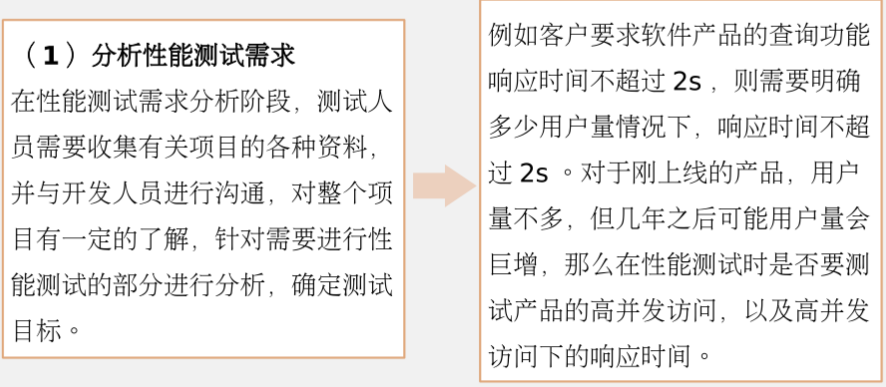 （1）分析性能测试需求
在性能测试需求分析阶段，测试人
员需要收集有关项目的各种资料，
并与开发人员进行沟通，对整个项
目有一定的了解，针对需要进行性
能测试的部分进行分析，确定测试
目标。
例如客户要求软件产品的查询功能
响应时间不超过 2s ，则需要明确
多少用户量情况下，响应时间不超
过 2s 。对于刚上线的产品，用户
量不多，但几年之后可能用户量会
巨增，那么在性能测试时是否要测
试产品的高并发访问，以及高并发
访问下的响应时间。